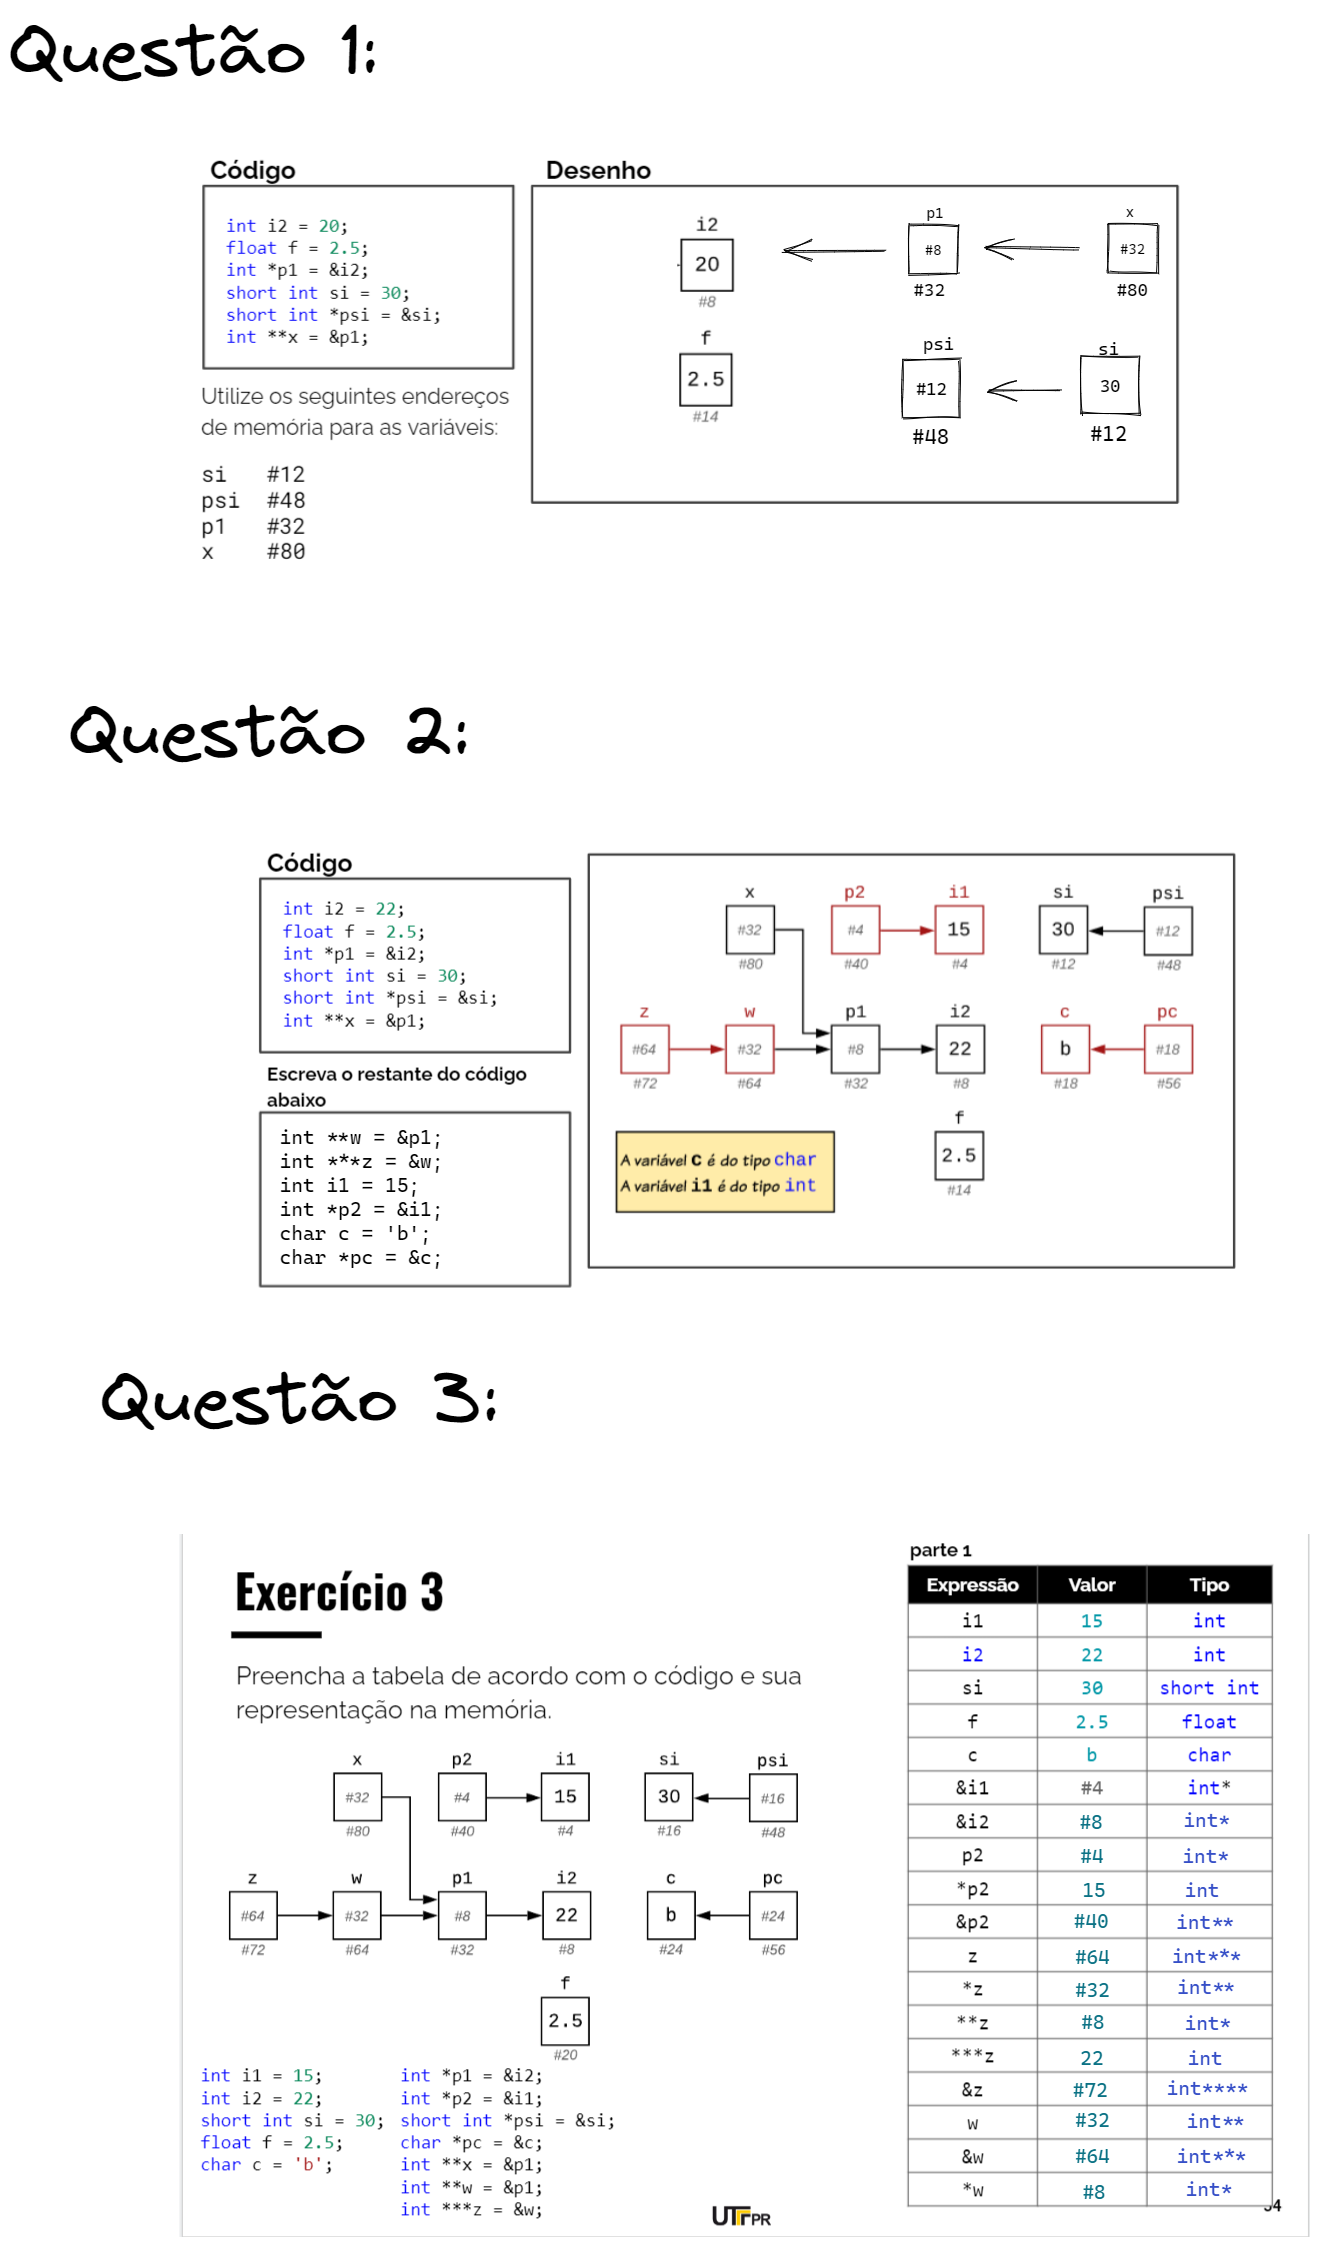 Questão 1:
Código
int i2 = 20;
float f = 2.5;
int *p1 = &i2;
short int si = 30;
short int *psi = &si;
int **x = &p1;
Utilize os seguintes endereços
de memória para as variáveis:
si #12
psi #48
p1 #32
x #80
Desenho
i2 p1 x
20 #8 #32
#8 #32 #80
f psi si
2.5 #12 30
#14 #48 #12
Questão 2:
Código
int i2 = 22;
float f = 2.5;
int *p1 = &i2;
short int si = 30;
short int *psi = &si;
int **x = &p1;
Escreva o restante do código
abaixo
int **w = &p1;
int ***z = &w;
int i1 = 15;
int *p2 = &i1;
char c = 'b';
char *pc = &c;
x p2 i1 si psi
#32 #4 15 30 #12
#80 #40 #4 #12 #48
z w p1 i2 c pc
#64 #32 #8 22 b #18
#72 #64 #32 #8 #18 #56
f
2.5
#14
A variável c é do tipo char
A variável i1 é do tipo int
Questão 3:
Exercício 3
Preencha a tabela de acordo com o código e sua
representação na memória.
x p2 i1 si psi
#32 #4 15 30 #16
#80 #40 #4 #16 #48
z w p1 i2 c pc
#64 #32 #8 22 b #24
#72 #64 #32 #8 #24 #56
f
2.5
#20
int i1 = 15;
int i2 = 22;
short int si = 30;
float f = 2.5;
char c = 'b';
int *p1 = &i2;
int *p2 = &i1;
short int *psi = &si;
char *pc = &c;
int **x = &p1;
int **w = &p1;
int ***z = &w;
UTFPR
parte 1
Expressão Valor Tipo
i1 15 int
i2 22 int
si 30 short int
f 2.5 float
c b char
&i1 #4 int*
&i2 #8 int*
p2 #4 int*
*p2 15 int
&p2 #40 int**
z #64 int***
*z #32 int**
**z #8 int*
***z 22 int
&z #72 int****
w #32 int**
&w #64 int***
*w #8 int*